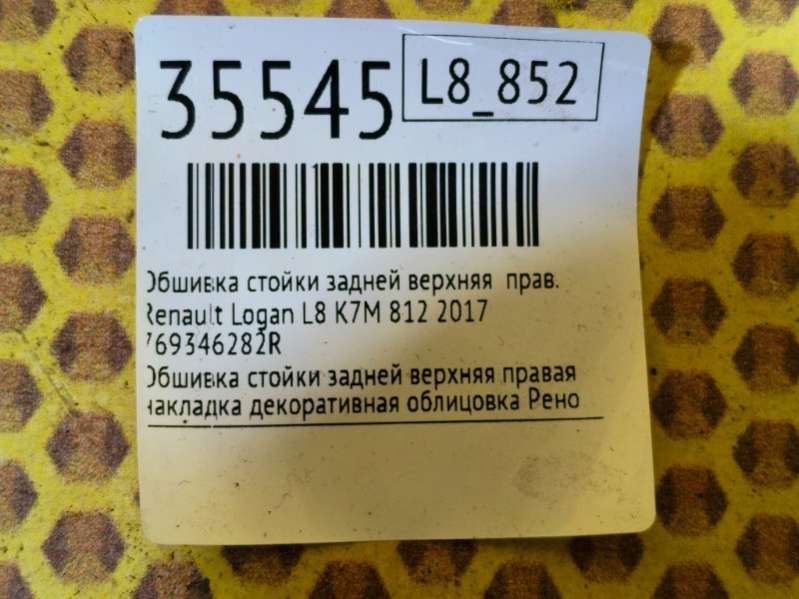 35545 L8_852
Обшивка стойки задней верхняя прав.
Renault Logan L8 K7M 812 2017
769346282R
Обшивка стойки задней верхняя правая
накладка декоративная облицовка Рено